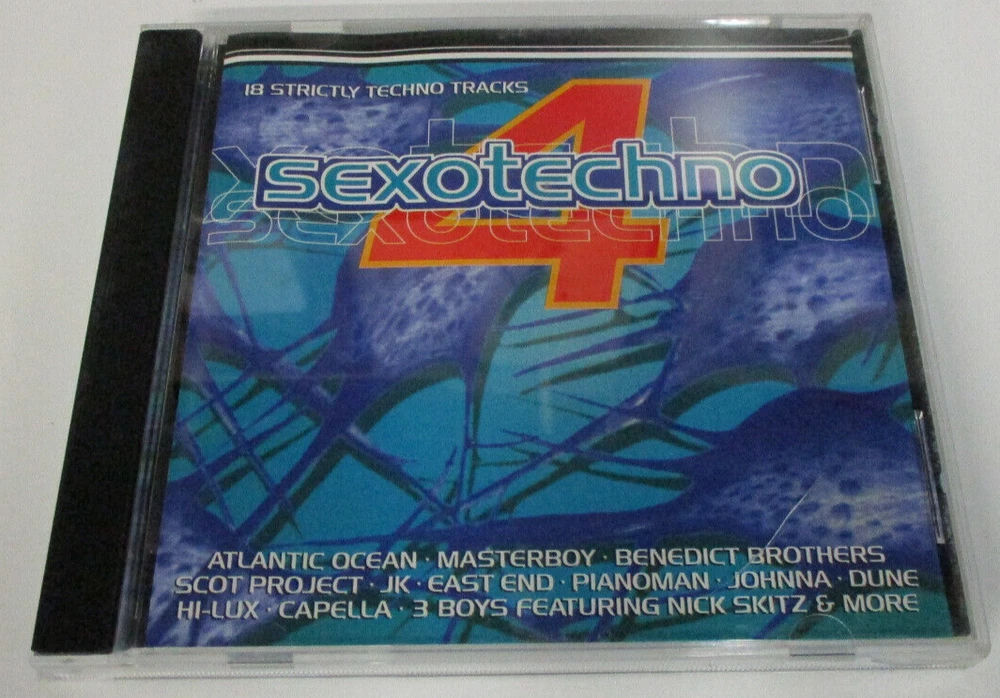 18 STRICTLY TECHNO TRACKS
4
sexotechno
sexotechno
ATLANTIC OCEAN · MASTERBOY · BENEDICT BROTHERS
SCOT PROJECT · JK · EAST END · PIANOMAN · JOHNNA · DUNE
HI-LUX · CAPELLA · 3 BOYS FEATURING NICK SKITZ & MORE